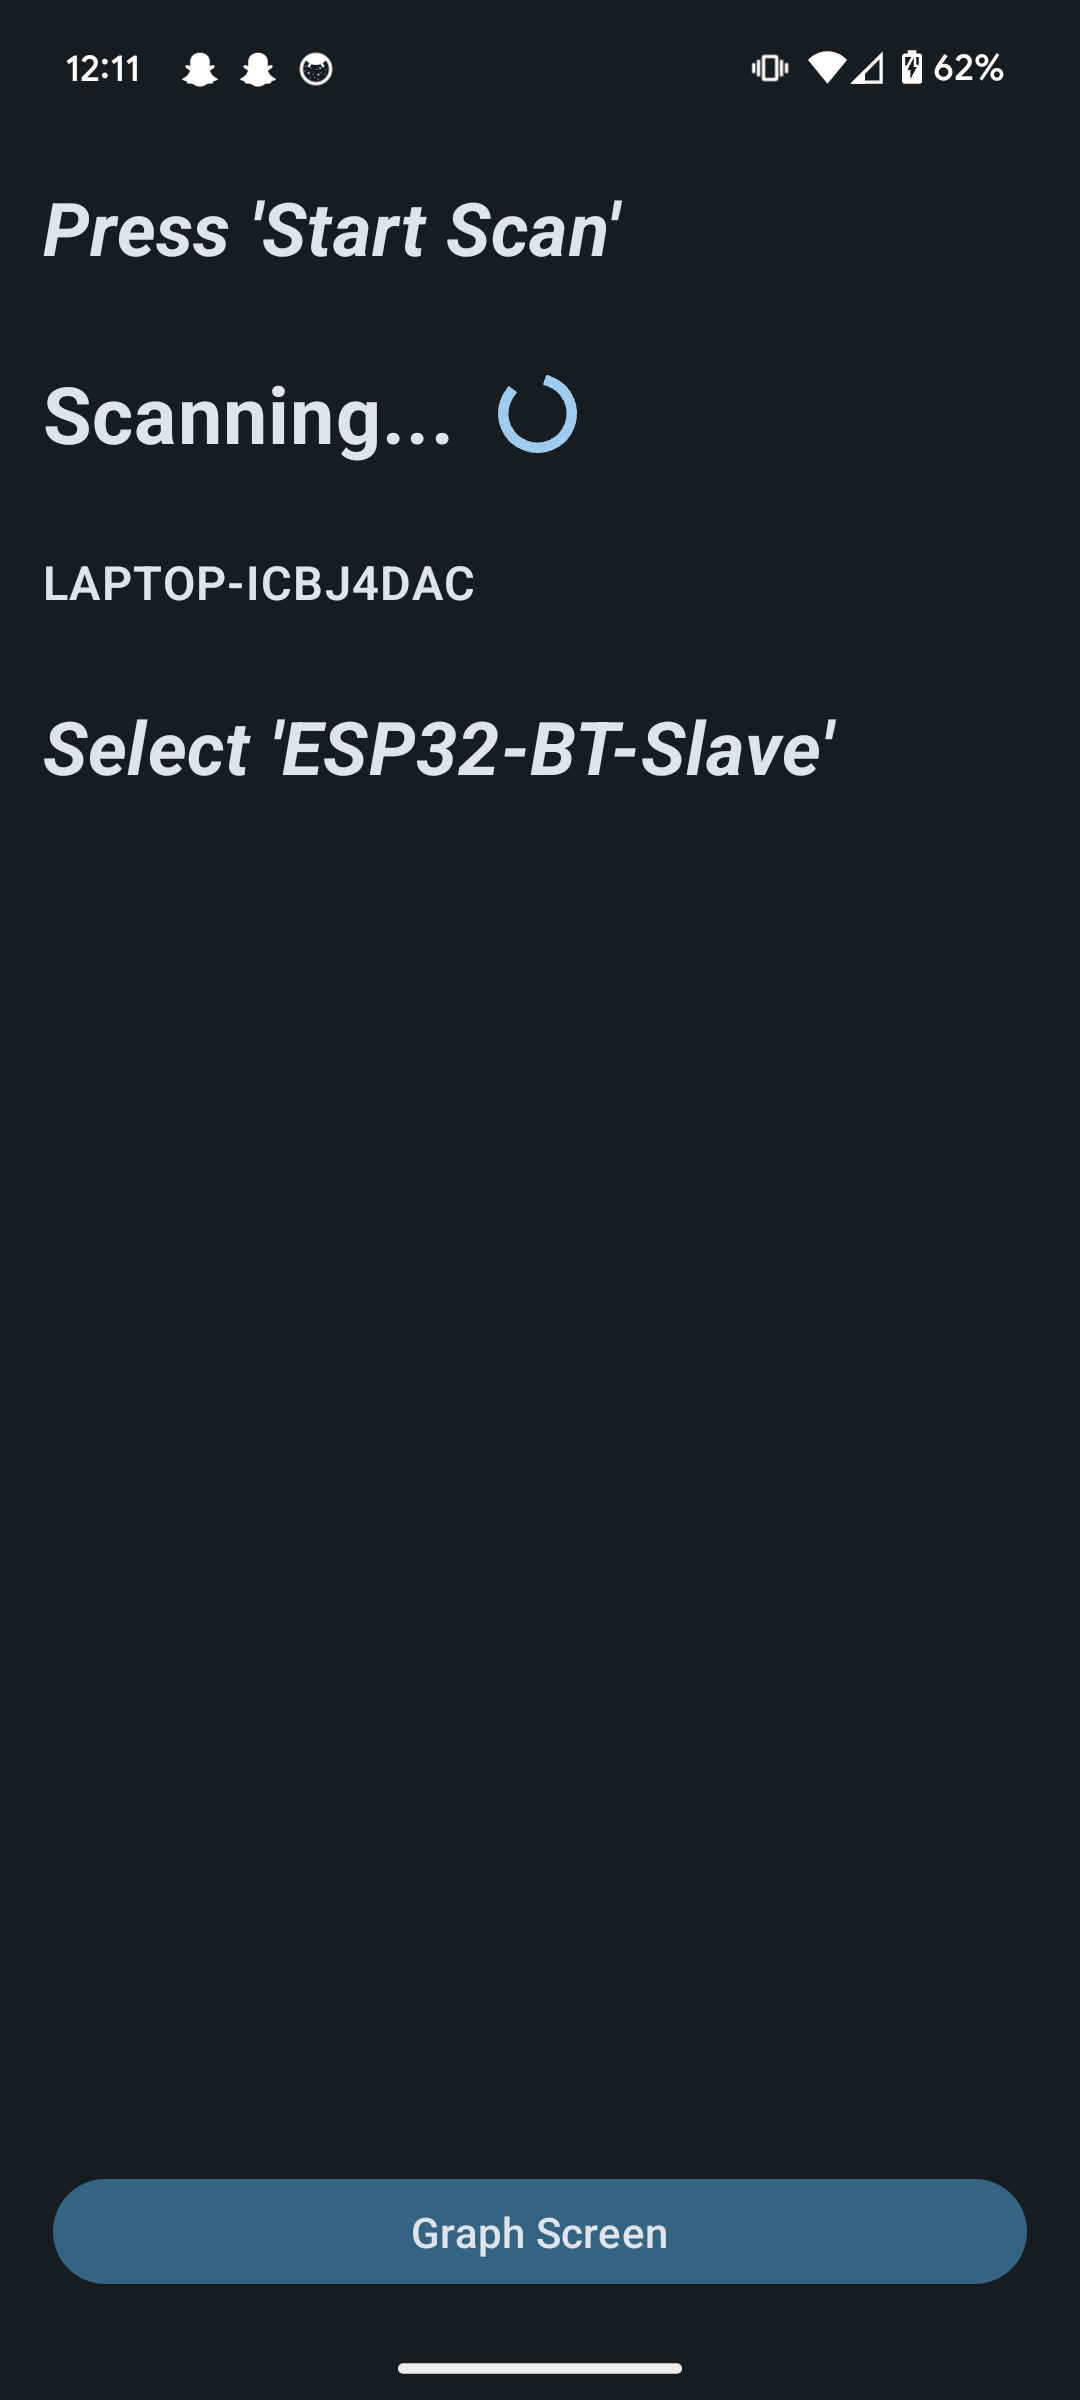 12:11 62%
Press 'Start Scan'
Scanning...
LAPTOP-ICBJ4DAC
Select 'ESP32-BT-Slave'
Graph Screen